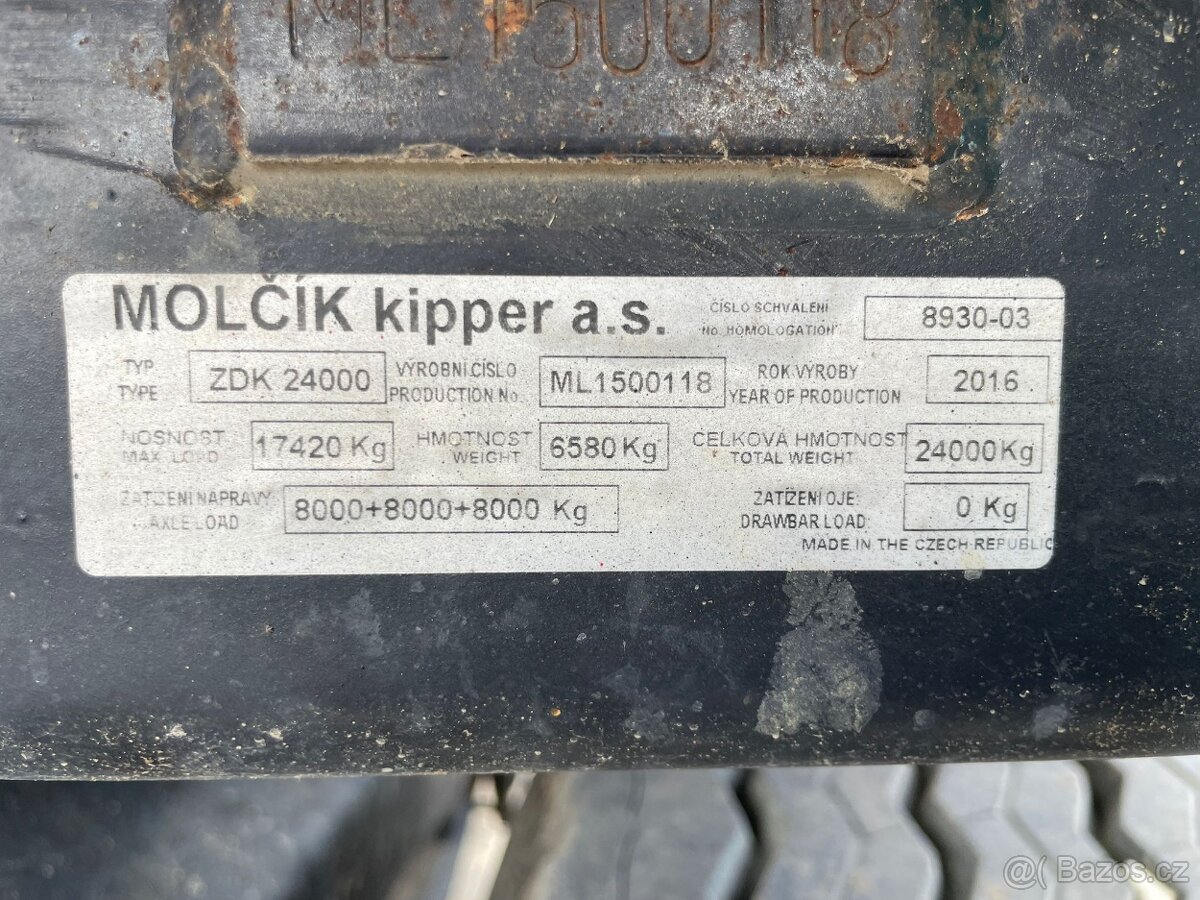 ML1500118
MOLČÍK kipper a.s. ČÍSLO SCHVÁLENÍ 8930-03
No. HOMOLOGATION
TYP ZDK 24000 VÝROBNÍ ČÍSLO ML1500118 ROK VÝROBY 2016
TYPE PRODUCTION No. YEAR OF PRODUCTION
NOSNOST 17420 Kg HMOTNOST 6580 Kg CELKOVÁ HMOTNOST 24000Kg
MAX. LOAD WEIGHT TOTAL WEIGHT
ZATÍŽENÍ NÁPRAVY 8000+8000+8000 Kg ZATÍŽENÍ OJE: 0 Kg
AXLE LOAD DRAWBAR LOAD:
MADE IN THE CZECH REPUBLIC
Bazos.cz